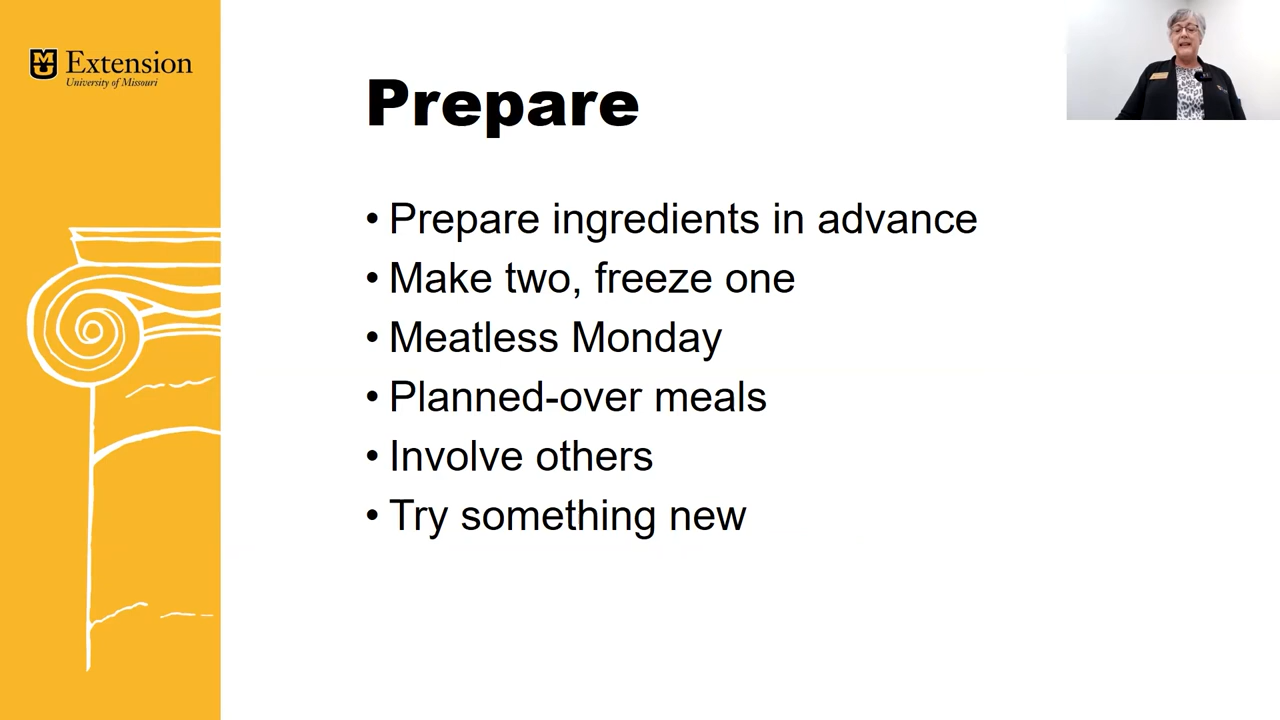 Extension
University of Missouri
Prepare
• Prepare ingredients in advance
• Make two, freeze one
• Meatless Monday
• Planned-over meals
• Involve others
• Try something new